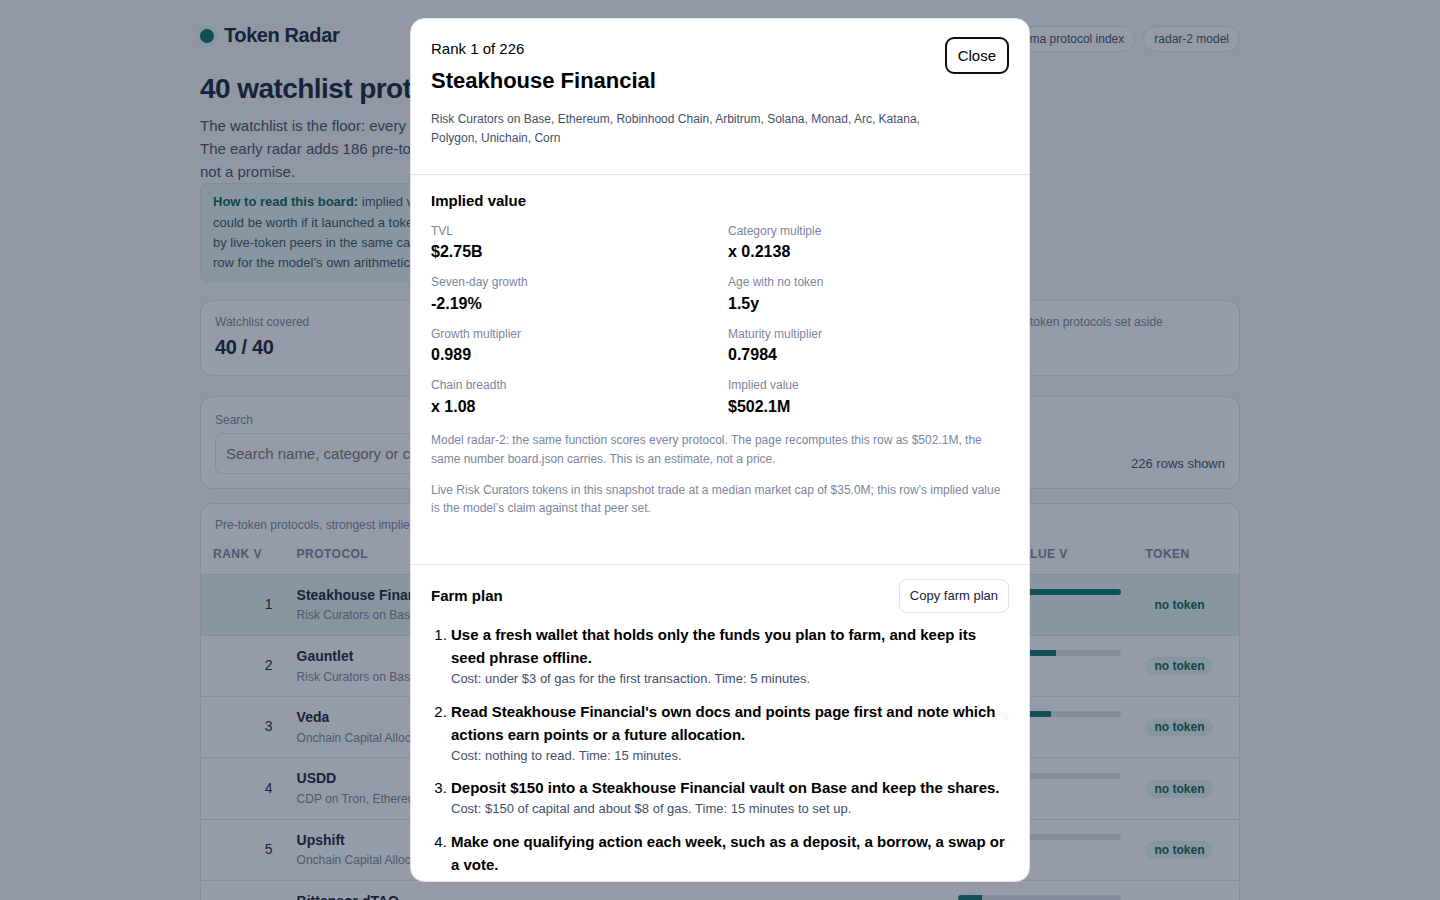 Token Radar
ma protocol index
radar-2 model
40 watchlist prot
The watchlist is the floor: every
The early radar adds 186 pre-to
not a promise.
How to read this board: implied v
could be worth if it launched a toke
by live-token peers in the same ca
row for the model's own arithmetic
Watchlist covered
40 / 40
token protocols set aside
Search
Search name, category or c
226 rows shown
Pre-token protocols, strongest implie
RANK V
PROTOCOL
LUE V
TOKEN
1
Steakhouse Finan
Risk Curators on Bas
no token
2
Gauntlet
Risk Curators on Bas
no token
3
Veda
Onchain Capital Alloc
no token
4
USDD
CDP on Tron, Ethereu
no token
5
Upshift
Onchain Capital Alloc
no token
Rank 1 of 226
Close
Steakhouse Financial
Risk Curators on Base, Ethereum, Robinhood Chain, Arbitrum, Solana, Monad, Arc, Katana,
Polygon, Unichain, Corn
Implied value
TVL
$2.75B
Category multiple
x 0.2138
Seven-day growth
-2.19%
Age with no token
1.5y
Growth multiplier
0.989
Maturity multiplier
0.7984
Chain breadth
x 1.08
Implied value
$502.1M
Model radar-2: the same function scores every protocol. The page recomputes this row as $502.1M, the
same number board.json carries. This is an estimate, not a price.
Live Risk Curators tokens in this snapshot trade at a median market cap of $35.0M; this row's implied value
is the model's claim against that peer set.
Farm plan
Copy farm plan
1. Use a fresh wallet that holds only the funds you plan to farm, and keep its
seed phrase offline.
Cost: under $3 of gas for the first transaction. Time: 5 minutes.
2. Read Steakhouse Financial's own docs and points page first and note which
actions earn points or a future allocation.
Cost: nothing to read. Time: 15 minutes.
3. Deposit $150 into a Steakhouse Financial vault on Base and keep the shares.
Cost: $150 of capital and about $8 of gas. Time: 15 minutes to set up.
4. Make one qualifying action each week, such as a deposit, a borrow, a swap or
a vote.